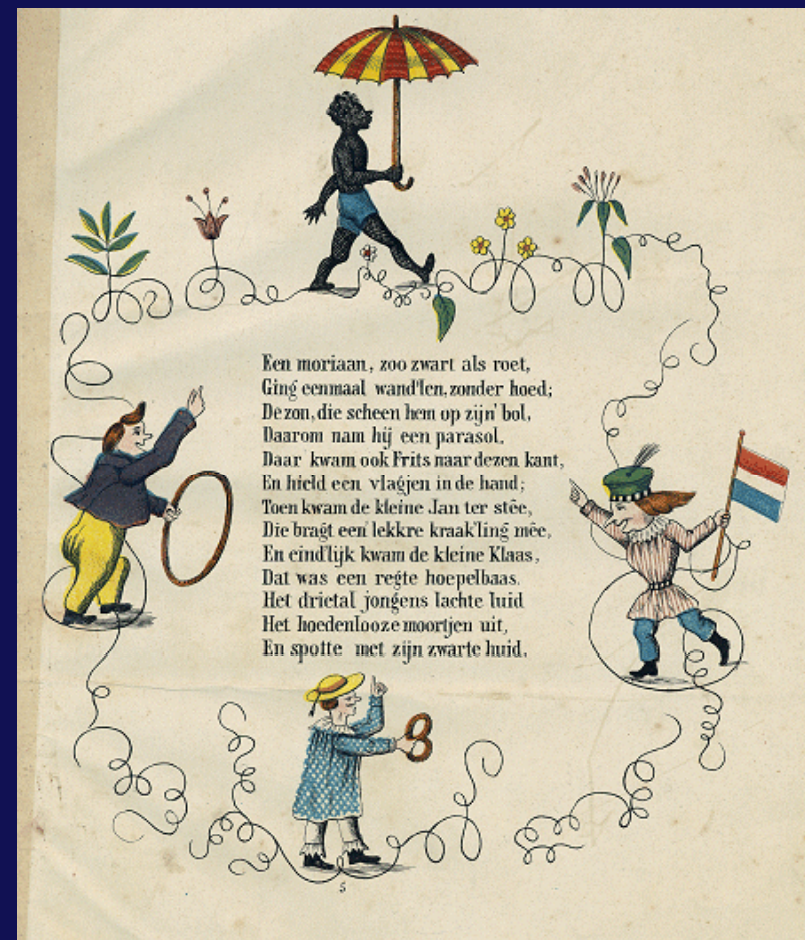 Een moriaan, zoo zwart als roet,
Ging eenmaal wand'len, zonder hoed;
De zon, die scheen hem op zijn' bol,
Daarom nam hij een parasol.
Daar kwam ook Frits naar dezen kant,
En hield een vlagjen in de hand;
Toen kwam de kleine Jan ter stêe,
Die bragt een' lekkre kraak'ling mêe,
En eind'lijk kwam de kleine Klaas,
Dat was een regte hoepelbaas.
Het drietal jongens lachte luid
Het hoedenlooze moortjen uit,
En spotte met zijn zwarte huid.
5